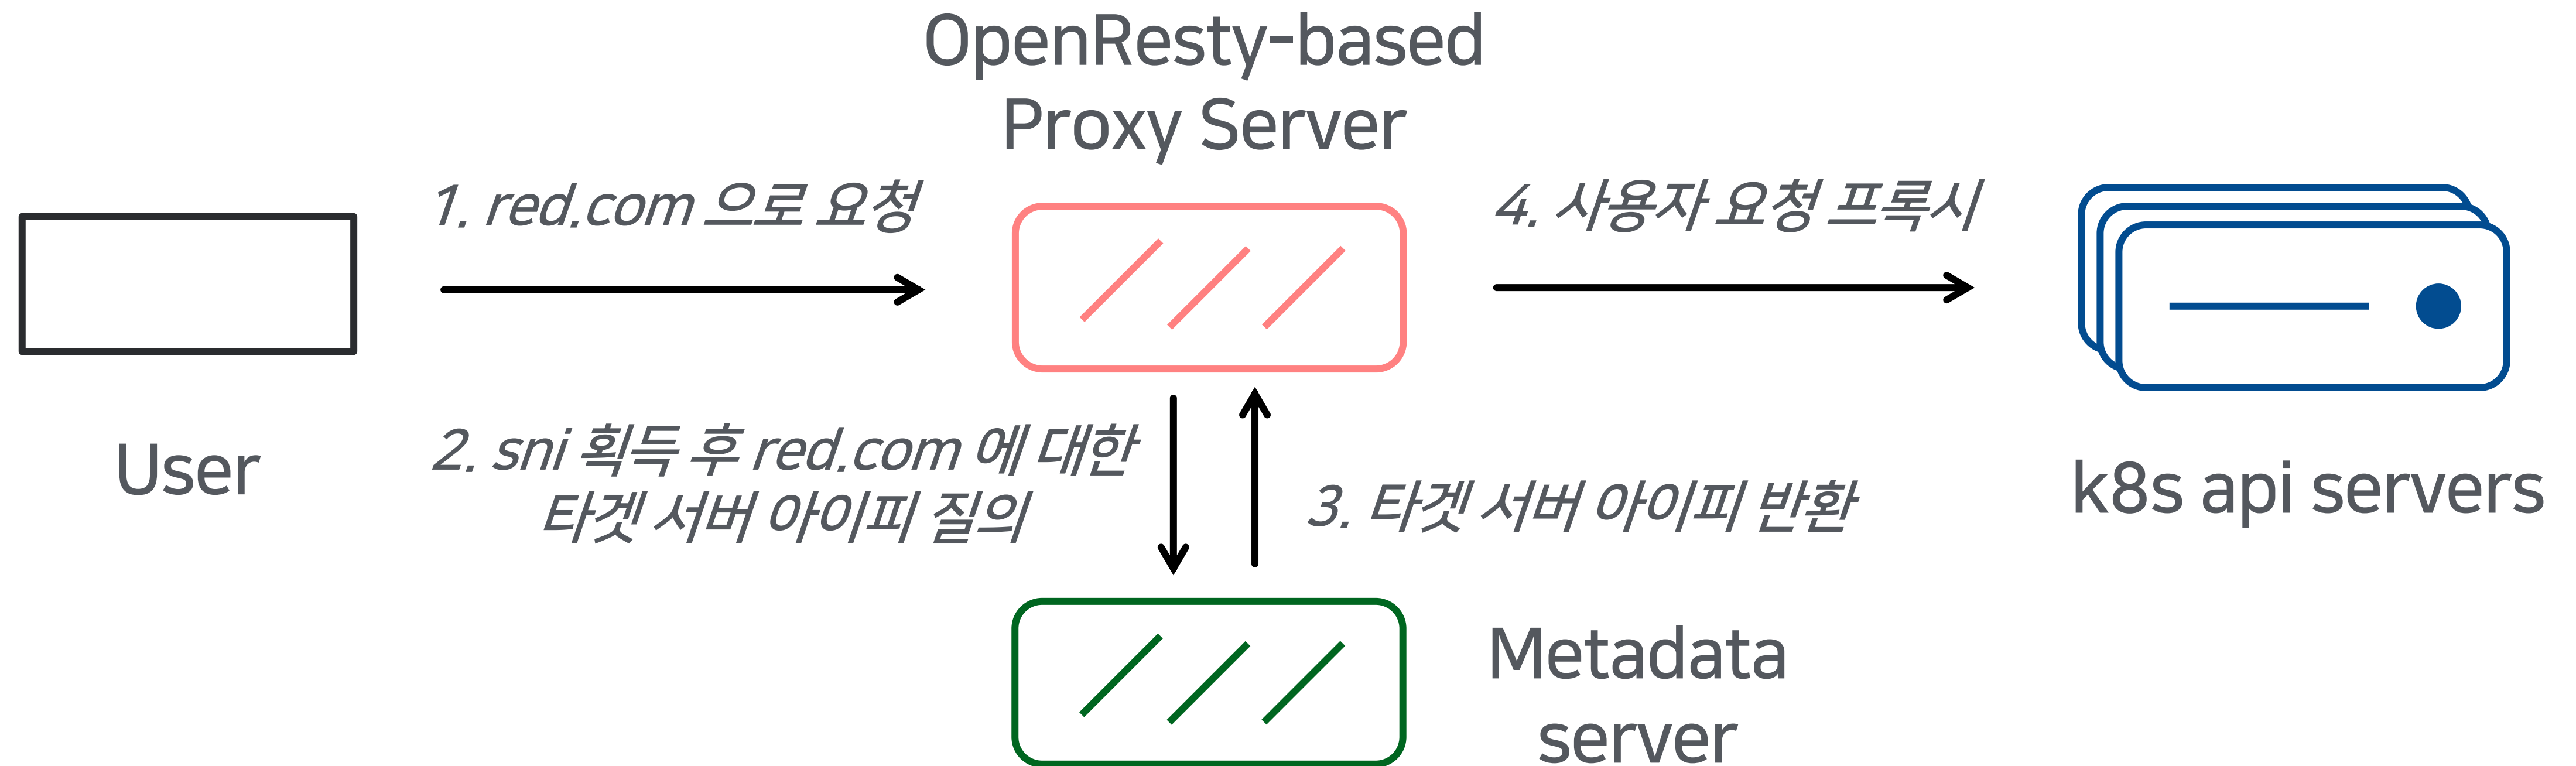 OpenResty-based
Proxy Server
1. red.com 으로 요청
4. 사용자 요청 프록시
User
2. sni 획득 후 red.com 에 대한
타겟 서버 아이피 질의
3. 타겟 서버 아이피 반환
k8s api servers
Metadata
server